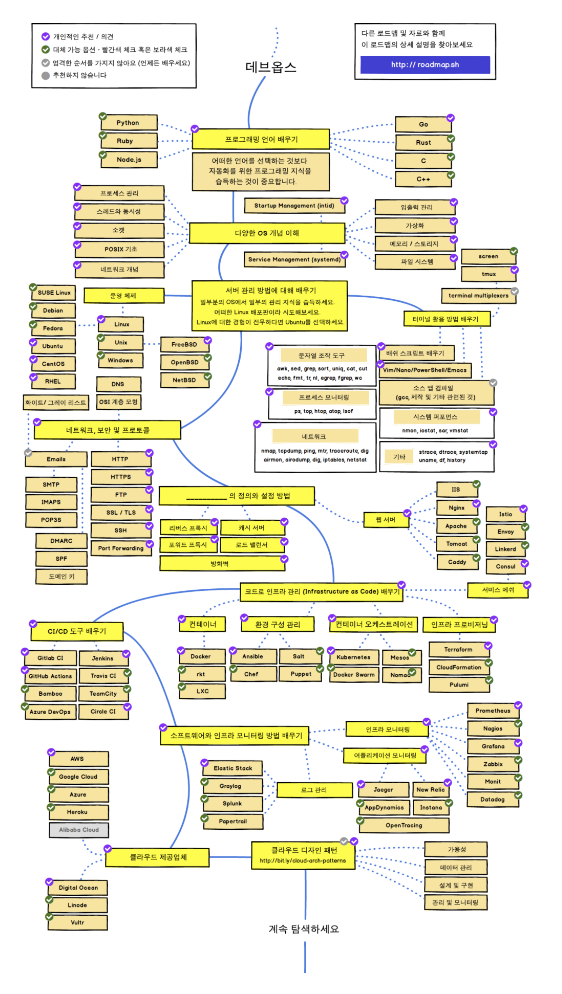 개인적인 추천 / 의견
대체 가능 옵션 - 빨간색 체크 혹은 보라색 체크
엄격한 순서를 가지지 않아요 (언제든 배우세요)
추천하지 않습니다
데브옵스
다른 로드맵 및 자료와 함께
이 로드맵의 상세 설명을 찾아보세요
http:// roadmap.sh
Python
Ruby
Node.js
프로그래밍 언어 배우기
어떠한 언어를 선택하는 것보다
자동화를 위한 프로그래밍 지식을
습득하는 것이 중요합니다.
Go
Rust
C
C++
프로세스 관리
스레드와 동시성
소켓
POSIX 기초
네트워크 개념
Startup Management (initd)
다양한 OS 개념 이해
Service Management (systemd)
입출력 관리
가상화
메모리 / 스토리지
파일 시스템
screen
tmux
terminal multiplexers
터미널 활용 방법 배우기
서버 관리 방법에 대해 배우기
일부분의 OS에서 일부의 관리 지식을 습득하세요
어떠한 Linux 배포판이라도 시도해보세요
Linux에 대한 경험이 전무하다면 Ubuntu를 선택하세요
운영 체제
SUSE Linux
Debian
Fedora
Ubuntu
CentOS
RHEL
Linux
Unix
Windows
FreeBSD
OpenBSD
NetBSD
DNS
OSI 계층 모형
화이트/ 그레이 리스트
네트워크, 보안 및 프로토콜
문자열 조작 도구
awk, sed, grep, sort, uniq, cat, cut
echo, fmt, tr, nl, egrep, fgrep, wc
프로세스 모니터링
ps, top, htop, atop, lsof
네트워크
nmap, tcpdump, ping, mtr, traceroute, dig
airmon, airodump, dig, iptables, netstat
배쉬 스크립트 배우기
Vim/Nano/PowerShell/Emacs
소스 앱 컴파일
(gcc, 제작 및 기타 관련된 것)
시스템 퍼포먼스
nmon, iostat, sar, vmstat
기타
strace, dtrace, systemtap
uname, df, history
Emails
SMTP
IMAPS
POP3S
DMARC
SPF
도메인 키
HTTP
HTTPS
FTP
SSL / TLS
SSH
Port Forwarding
__________ 의 정의와 설정 방법
리버스 프록시
캐시 서버
포워드 프록시
로드 밸런서
방화벽
웹 서버
IIS
Nginx
Apache
Tomcat
Caddy
Istio
Envoy
Linkerd
Consul
서비스 메쉬
코드로 인프라 관리 (Infrastructure as Code) 배우기
컨테이너
Docker
rkt
LXC
환경 구성 관리
Ansible
Salt
Chef
Puppet
컨테이너 오케스트레이션
Kubernetes
Mesos
Docker Swarm
Nomad
인프라 프로비저닝
Terraform
CloudFormation
Pulumi
CI/CD 도구 배우기
Gitlab CI
Jenkins
GitHub Actions
Travis CI
Bamboo
TeamCity
Azure DevOps
Circle CI
소프트웨어와 인프라 모니터링 방법 배우기
인프라 모니터링
Prometheus
Nagios
Grafana
Zabbix
Monit
Datadog
어플리케이션 모니터링
Jaeger
New Relic
AppDynamics
Instana
OpenTracing
로그 관리
Elastic Stack
Graylog
Splunk
Papertrail
AWS
Google Cloud
Azure
Heroku
Alibaba Cloud
클라우드 제공업체
Digital Ocean
Linode
Vultr
클라우드 디자인 패턴
http://bit.ly/cloud-arch-patterns
가용성
데이터 관리
설계 및 구현
관리 및 모니터링
계속 탐색하세요